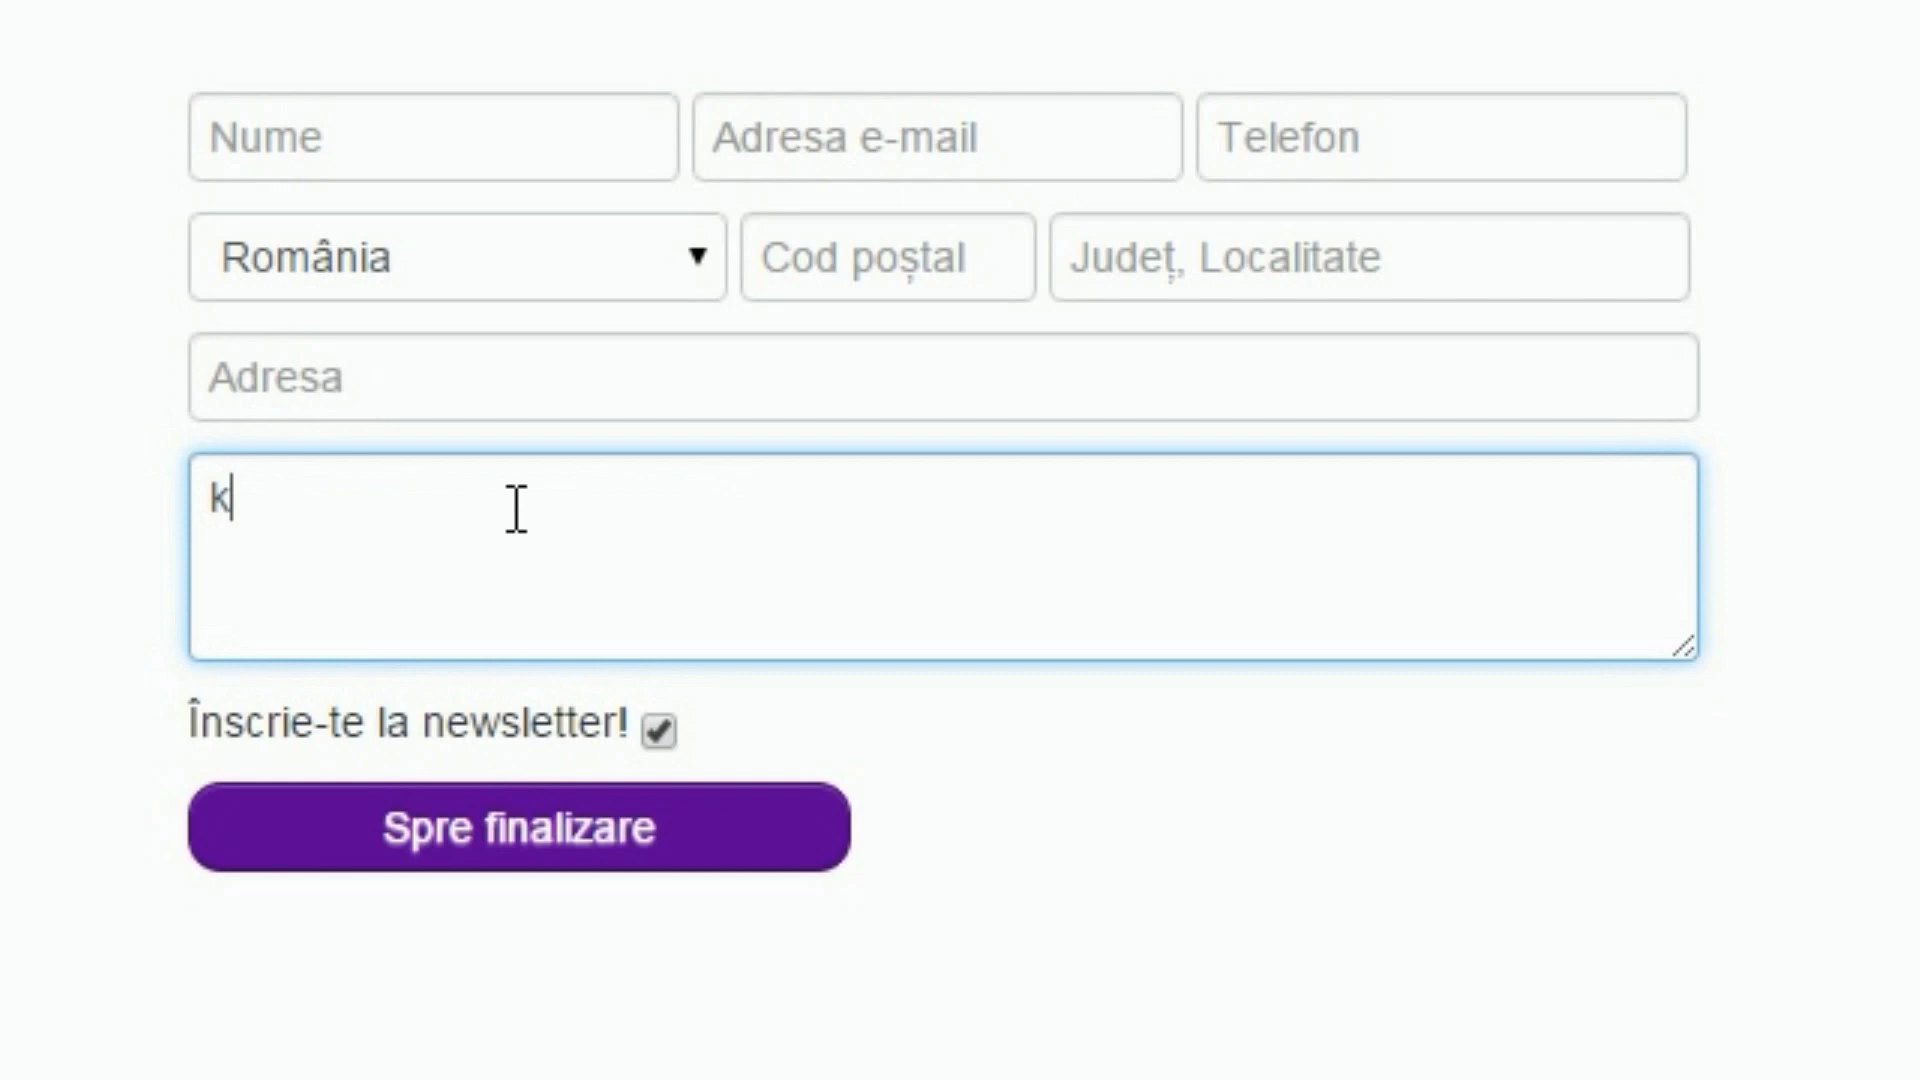 Nume Adresa e-mail Telefon
România Cod poștal Județ, Localitate
Adresa
k
Înscrie-te la newsletter!
Spre finalizare